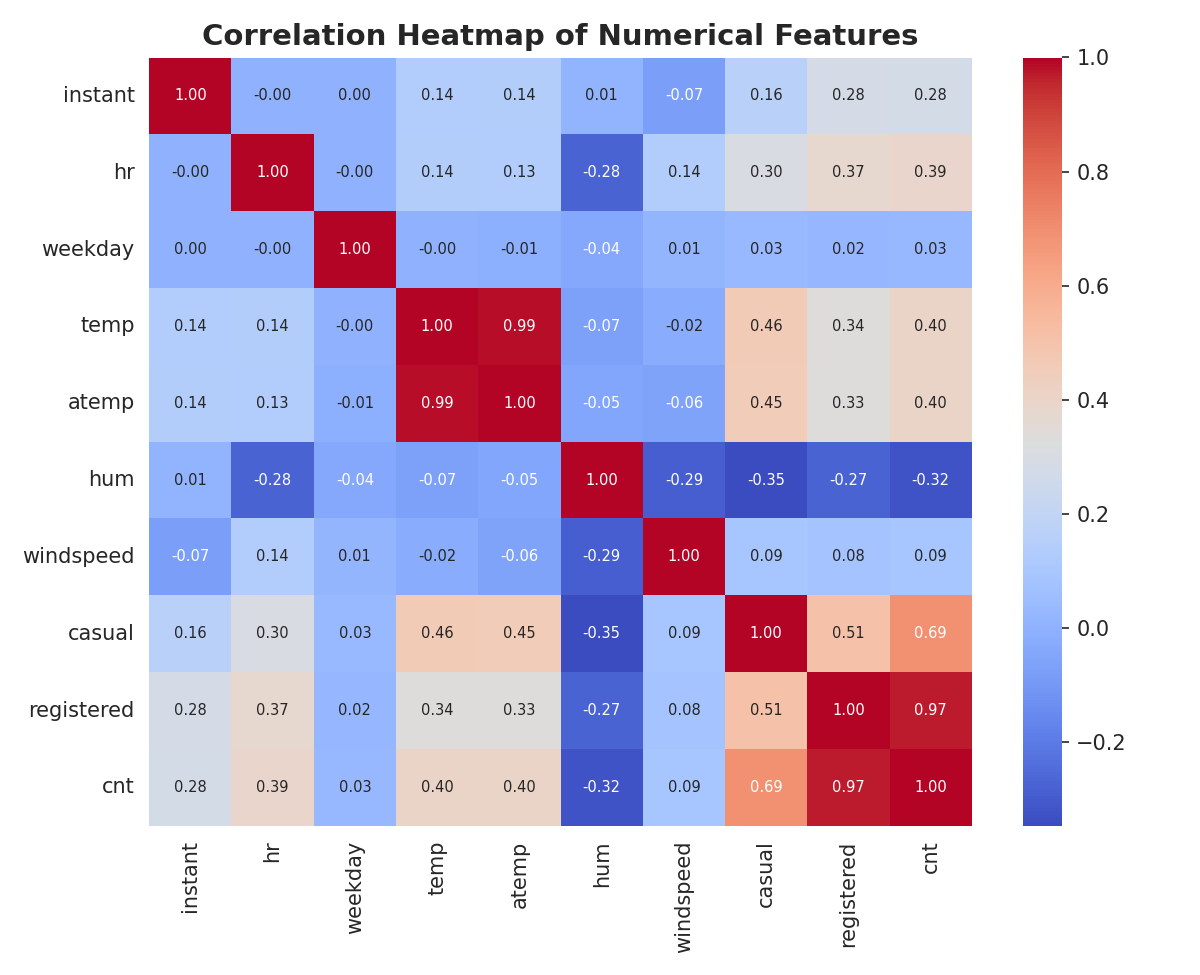 Correlation Heatmap of Numerical Features
instant 1.00 -0.00 0.00 0.14 0.14 0.01 -0.07 0.16 0.28 0.28
hr -0.00 1.00 -0.00 0.14 0.13 -0.28 0.14 0.30 0.37 0.39
weekday 0.00 -0.00 1.00 -0.00 -0.01 -0.04 0.01 0.03 0.02 0.03
temp 0.14 0.14 -0.00 1.00 0.99 -0.07 -0.02 0.46 0.34 0.40
atemp 0.14 0.13 -0.01 0.99 1.00 -0.05 -0.06 0.45 0.33 0.40
hum 0.01 -0.28 -0.04 -0.07 -0.05 1.00 -0.29 -0.35 -0.27 -0.32
windspeed -0.07 0.14 0.01 -0.02 -0.06 -0.29 1.00 0.09 0.08 0.09
casual 0.16 0.30 0.03 0.46 0.45 -0.35 0.09 1.00 0.51 0.69
registered 0.28 0.37 0.02 0.34 0.33 -0.27 0.08 0.51 1.00 0.97
cnt 0.28 0.39 0.03 0.40 0.40 -0.32 0.09 0.69 0.97 1.00
instant hr weekday temp atemp hum windspeed casual registered cnt
1.0
0.8
0.6
0.4
0.2
0.0
−0.2